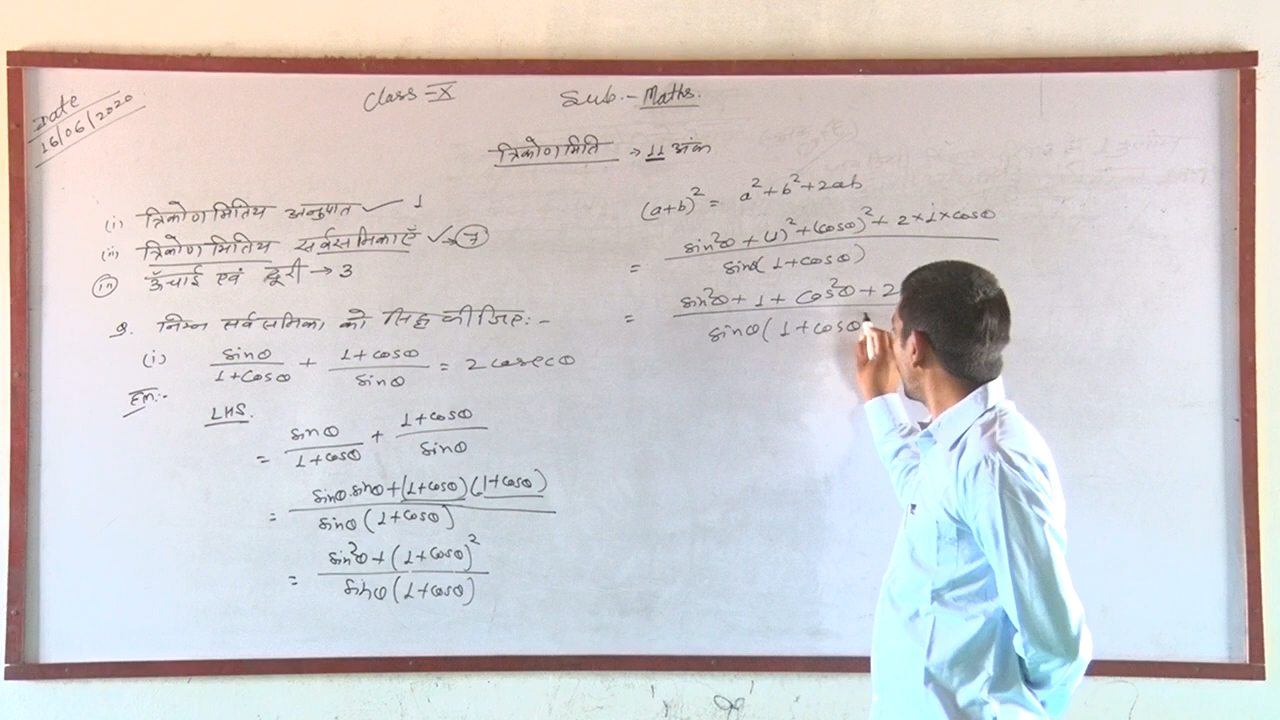 Date
16/06/2020
Class - X
Sub. - Maths.
त्रिकोणमिति → 11 अंक
(i) त्रिकोणमितिय अनुपात ✓ 1
(ii) त्रिकोणमितिय सर्वसमिकाएँ ✓→ 7
(iii) ऊँचाई एवं दूरी → 3
Q. निम्न सर्वसमिका को सिद्ध कीजिए:-
(i) sinθ/(1+cosθ) + (1+cosθ)/sinθ = 2 cosecθ
हल:-
LHS.
= sinθ/(1+cosθ) + (1+cosθ)/sinθ
= (sinθ.sinθ+(1+cosθ)(1+cosθ))/(sinθ(1+cosθ))
= (sin²θ+(1+cosθ)²)/(sinθ(1+cosθ))
(a+b)² = a²+b²+2ab
= (sin²θ+(1)²+(cosθ)²+2×1×cosθ)/(sinθ(1+cosθ))
= (sin²θ+1+cos²θ+2)/(sinθ(1+cosθ